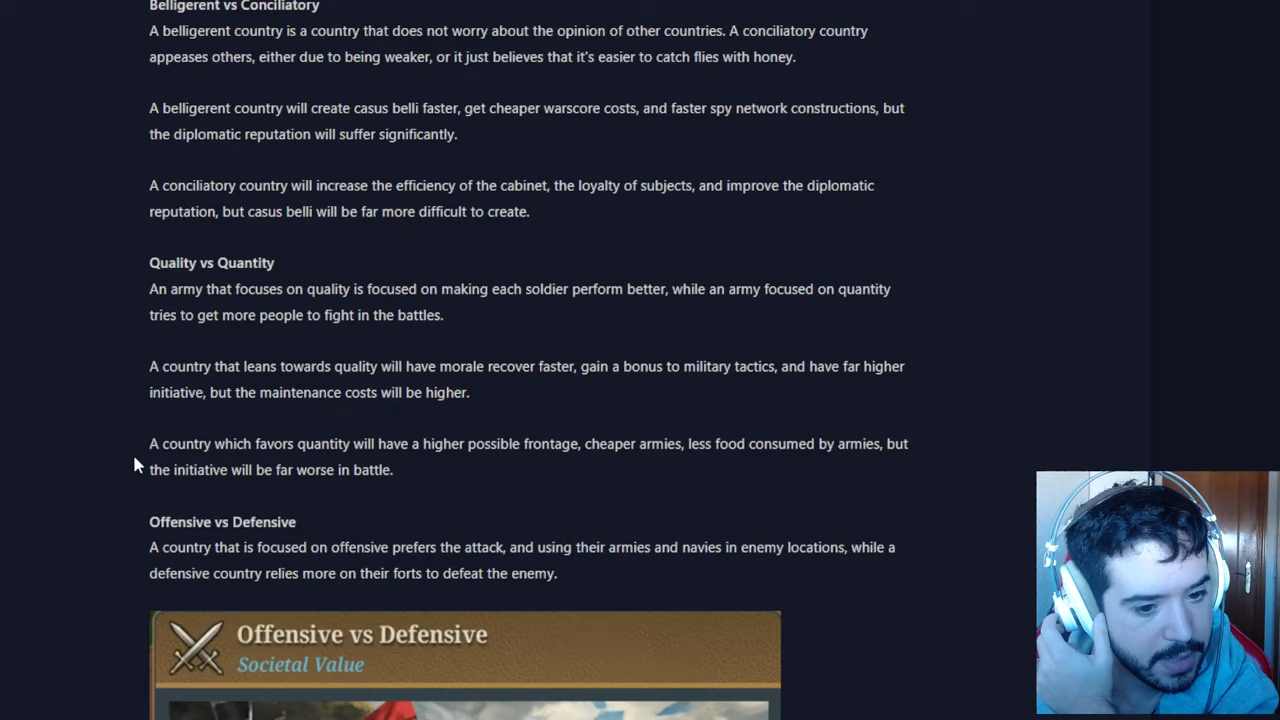 Belligerent vs Conciliatory
A belligerent country is a country that does not worry about the opinion of other countries. A conciliatory country
appeases others, either due to being weaker, or it just believes that it's easier to catch flies with honey.
A belligerent country will create casus belli faster, get cheaper warscore costs, and faster spy network constructions, but
the diplomatic reputation will suffer significantly.
A conciliatory country will increase the efficiency of the cabinet, the loyalty of subjects, and improve the diplomatic
reputation, but casus belli will be far more difficult to create.
Quality vs Quantity
An army that focuses on quality is focused on making each soldier perform better, while an army focused on quantity
tries to get more people to fight in the battles.
A country that leans towards quality will have morale recover faster, gain a bonus to military tactics, and have far higher
initiative, but the maintenance costs will be higher.
A country which favors quantity will have a higher possible frontage, cheaper armies, less food consumed by armies, but
the initiative will be far worse in battle.
Offensive vs Defensive
A country that is focused on offensive prefers the attack, and using their armies and navies in enemy locations, while a
defensive country relies more on their forts to defeat the enemy.
Offensive vs Defensive
Societal Value